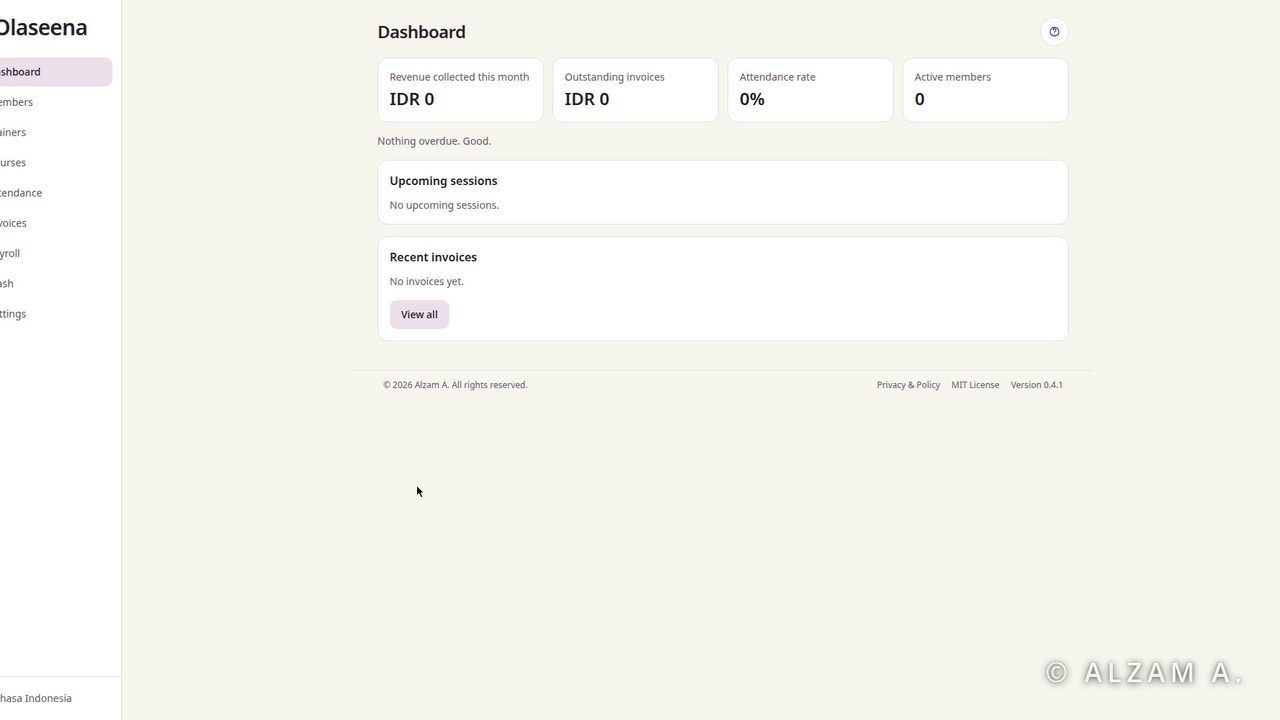 Olaseena
shboard
embers
ainers
urses
tendance
voices
yroll
ash
ttings
hasa Indonesia
Dashboard
Revenue collected this month
IDR 0
Outstanding invoices
IDR 0
Attendance rate
0%
Active members
0
Nothing overdue. Good.
Upcoming sessions
No upcoming sessions.
Recent invoices
No invoices yet.
View all
© 2026 Alzam A. All rights reserved.
Privacy & Policy
MIT License
Version 0.4.1
© ALZAM A.